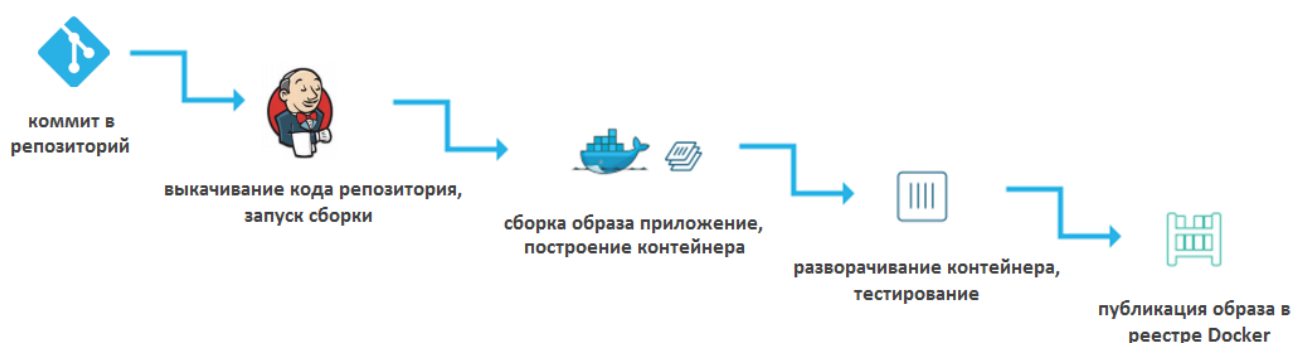 коммит в
репозиторий
выкачивание кода репозитория,
запуск сборки
сборка образа приложение,
построение контейнера
разворачивание контейнера,
тестирование
публикация образа в
реестре Docker